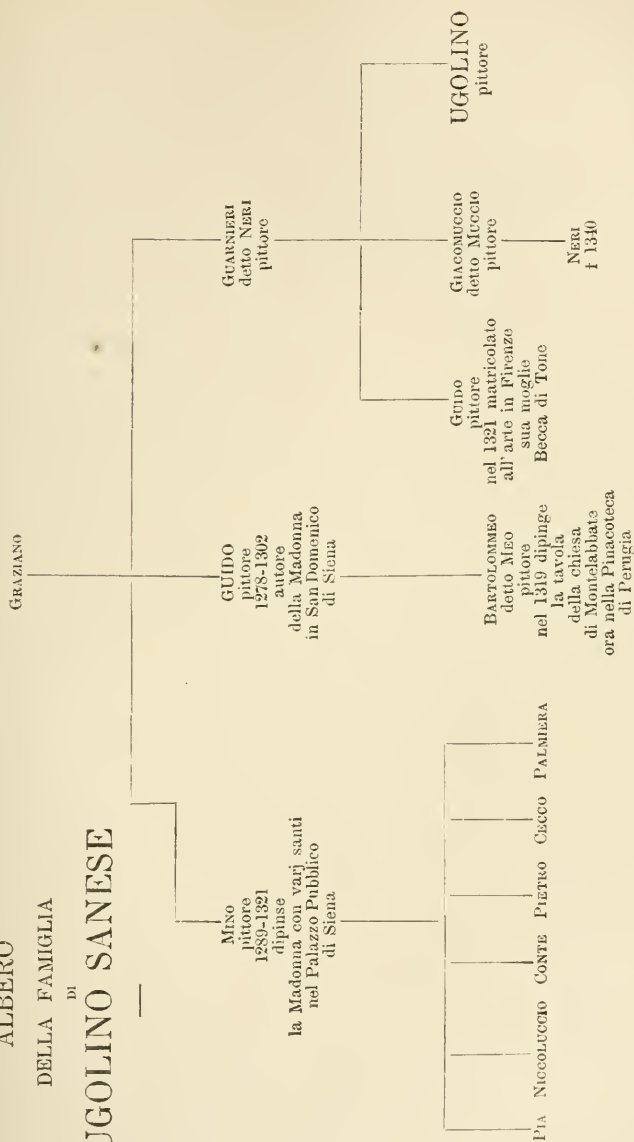 ALBERO
DELLA FAMIGLIA
DI
UGOLINO SANESE
GRAZIANO
MINO
pittore
1289-1321
dipinse
la Madonna con varj santi
nel Palazzo Pubblico
di Siena
GUIDO
pittore
1278-1302
autore
della Madonna
in San Domenico
di Siena
GUARNIERI
detto NERI
pittore
PIA NICCOLUCCIO CONTE PIETRO CECCO PALMIERA
BARTOLOMMEO
detto MEO
pittore
nel 1319 dipinge
la tavola
della chiesa
di Montelabbate
ora nella Pinacoteca
di Perugia
GUIDO
pittore
nel 1321 matricolato
all'arte in Firenze
sua moglie
Becca di Tone
GIACOMUCCIO
detto MUCCIO
pittore
UGOLINO
pittore
NERI
† 1340